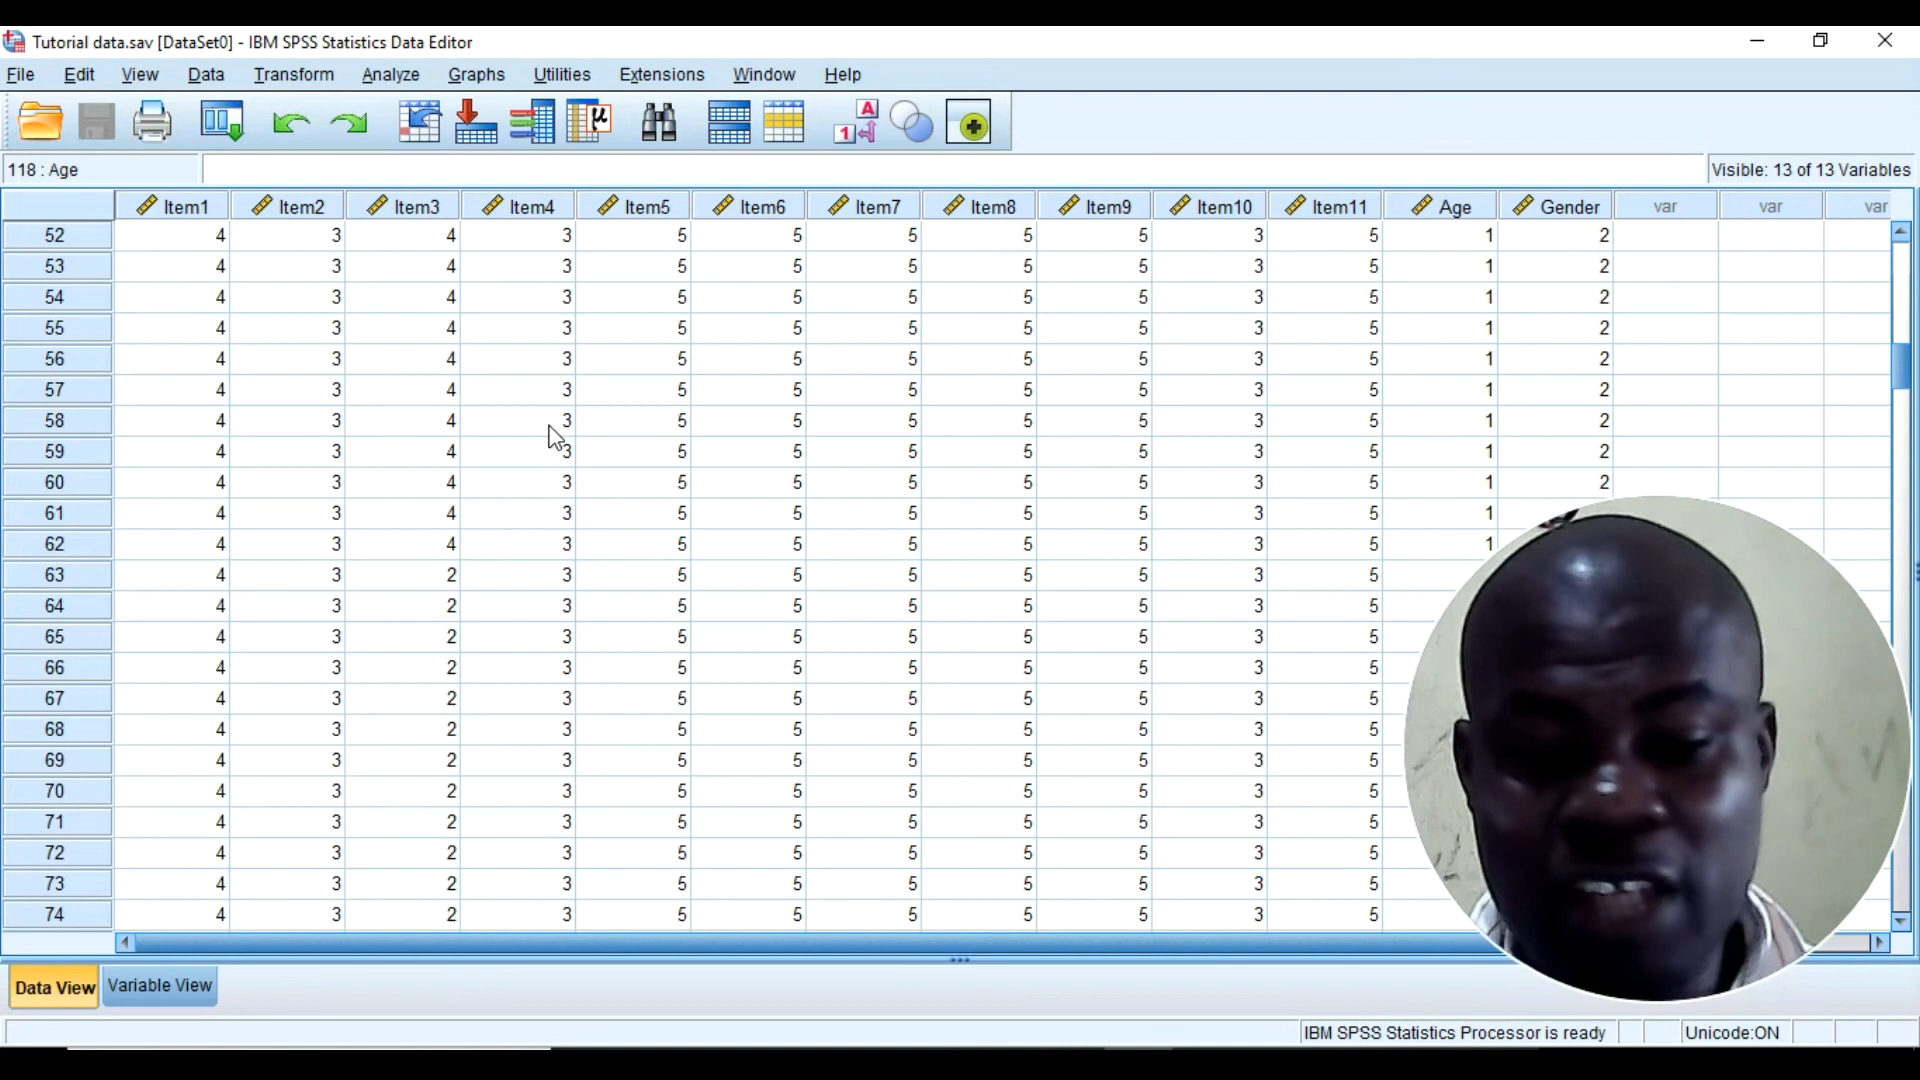 Tutorial data.sav [DataSet0] - IBM SPSS Statistics Data Editor
File Edit View Data Transform Analyze Graphs Utilities Extensions Window Help
118 : Age Visible: 13 of 13 Variables
Item1 Item2 Item3 Item4 Item5 Item6 Item7 Item8 Item9 Item10 Item11 Age Gender var var var
52 4 3 4 3 5 5 5 5 5 3 5 1 2
53 4 3 4 3 5 5 5 5 5 3 5 1 2
54 4 3 4 3 5 5 5 5 5 3 5 1 2
55 4 3 4 3 5 5 5 5 5 3 5 1 2
56 4 3 4 3 5 5 5 5 5 3 5 1 2
57 4 3 4 3 5 5 5 5 5 3 5 1 2
58 4 3 4 3 5 5 5 5 5 3 5 1 2
59 4 3 4 3 5 5 5 5 5 3 5 1 2
60 4 3 4 3 5 5 5 5 5 3 5 1 2
61 4 3 4 3 5 5 5 5 5 3 5 1
62 4 3 4 3 5 5 5 5 5 3 5 1
63 4 3 2 3 5 5 5 5 5 3 5
64 4 3 2 3 5 5 5 5 5 3 5
65 4 3 2 3 5 5 5 5 5 3 5
66 4 3 2 3 5 5 5 5 5 3 5
67 4 3 2 3 5 5 5 5 5 3 5
68 4 3 2 3 5 5 5 5 5 3 5
69 4 3 2 3 5 5 5 5 5 3 5
70 4 3 2 3 5 5 5 5 5 3 5
71 4 3 2 3 5 5 5 5 5 3 5
72 4 3 2 3 5 5 5 5 5 3 5
73 4 3 2 3 5 5 5 5 5 3 5
74 4 3 2 3 5 5 5 5 5 3 5
Data View Variable View
IBM SPSS Statistics Processor is ready Unicode:ON